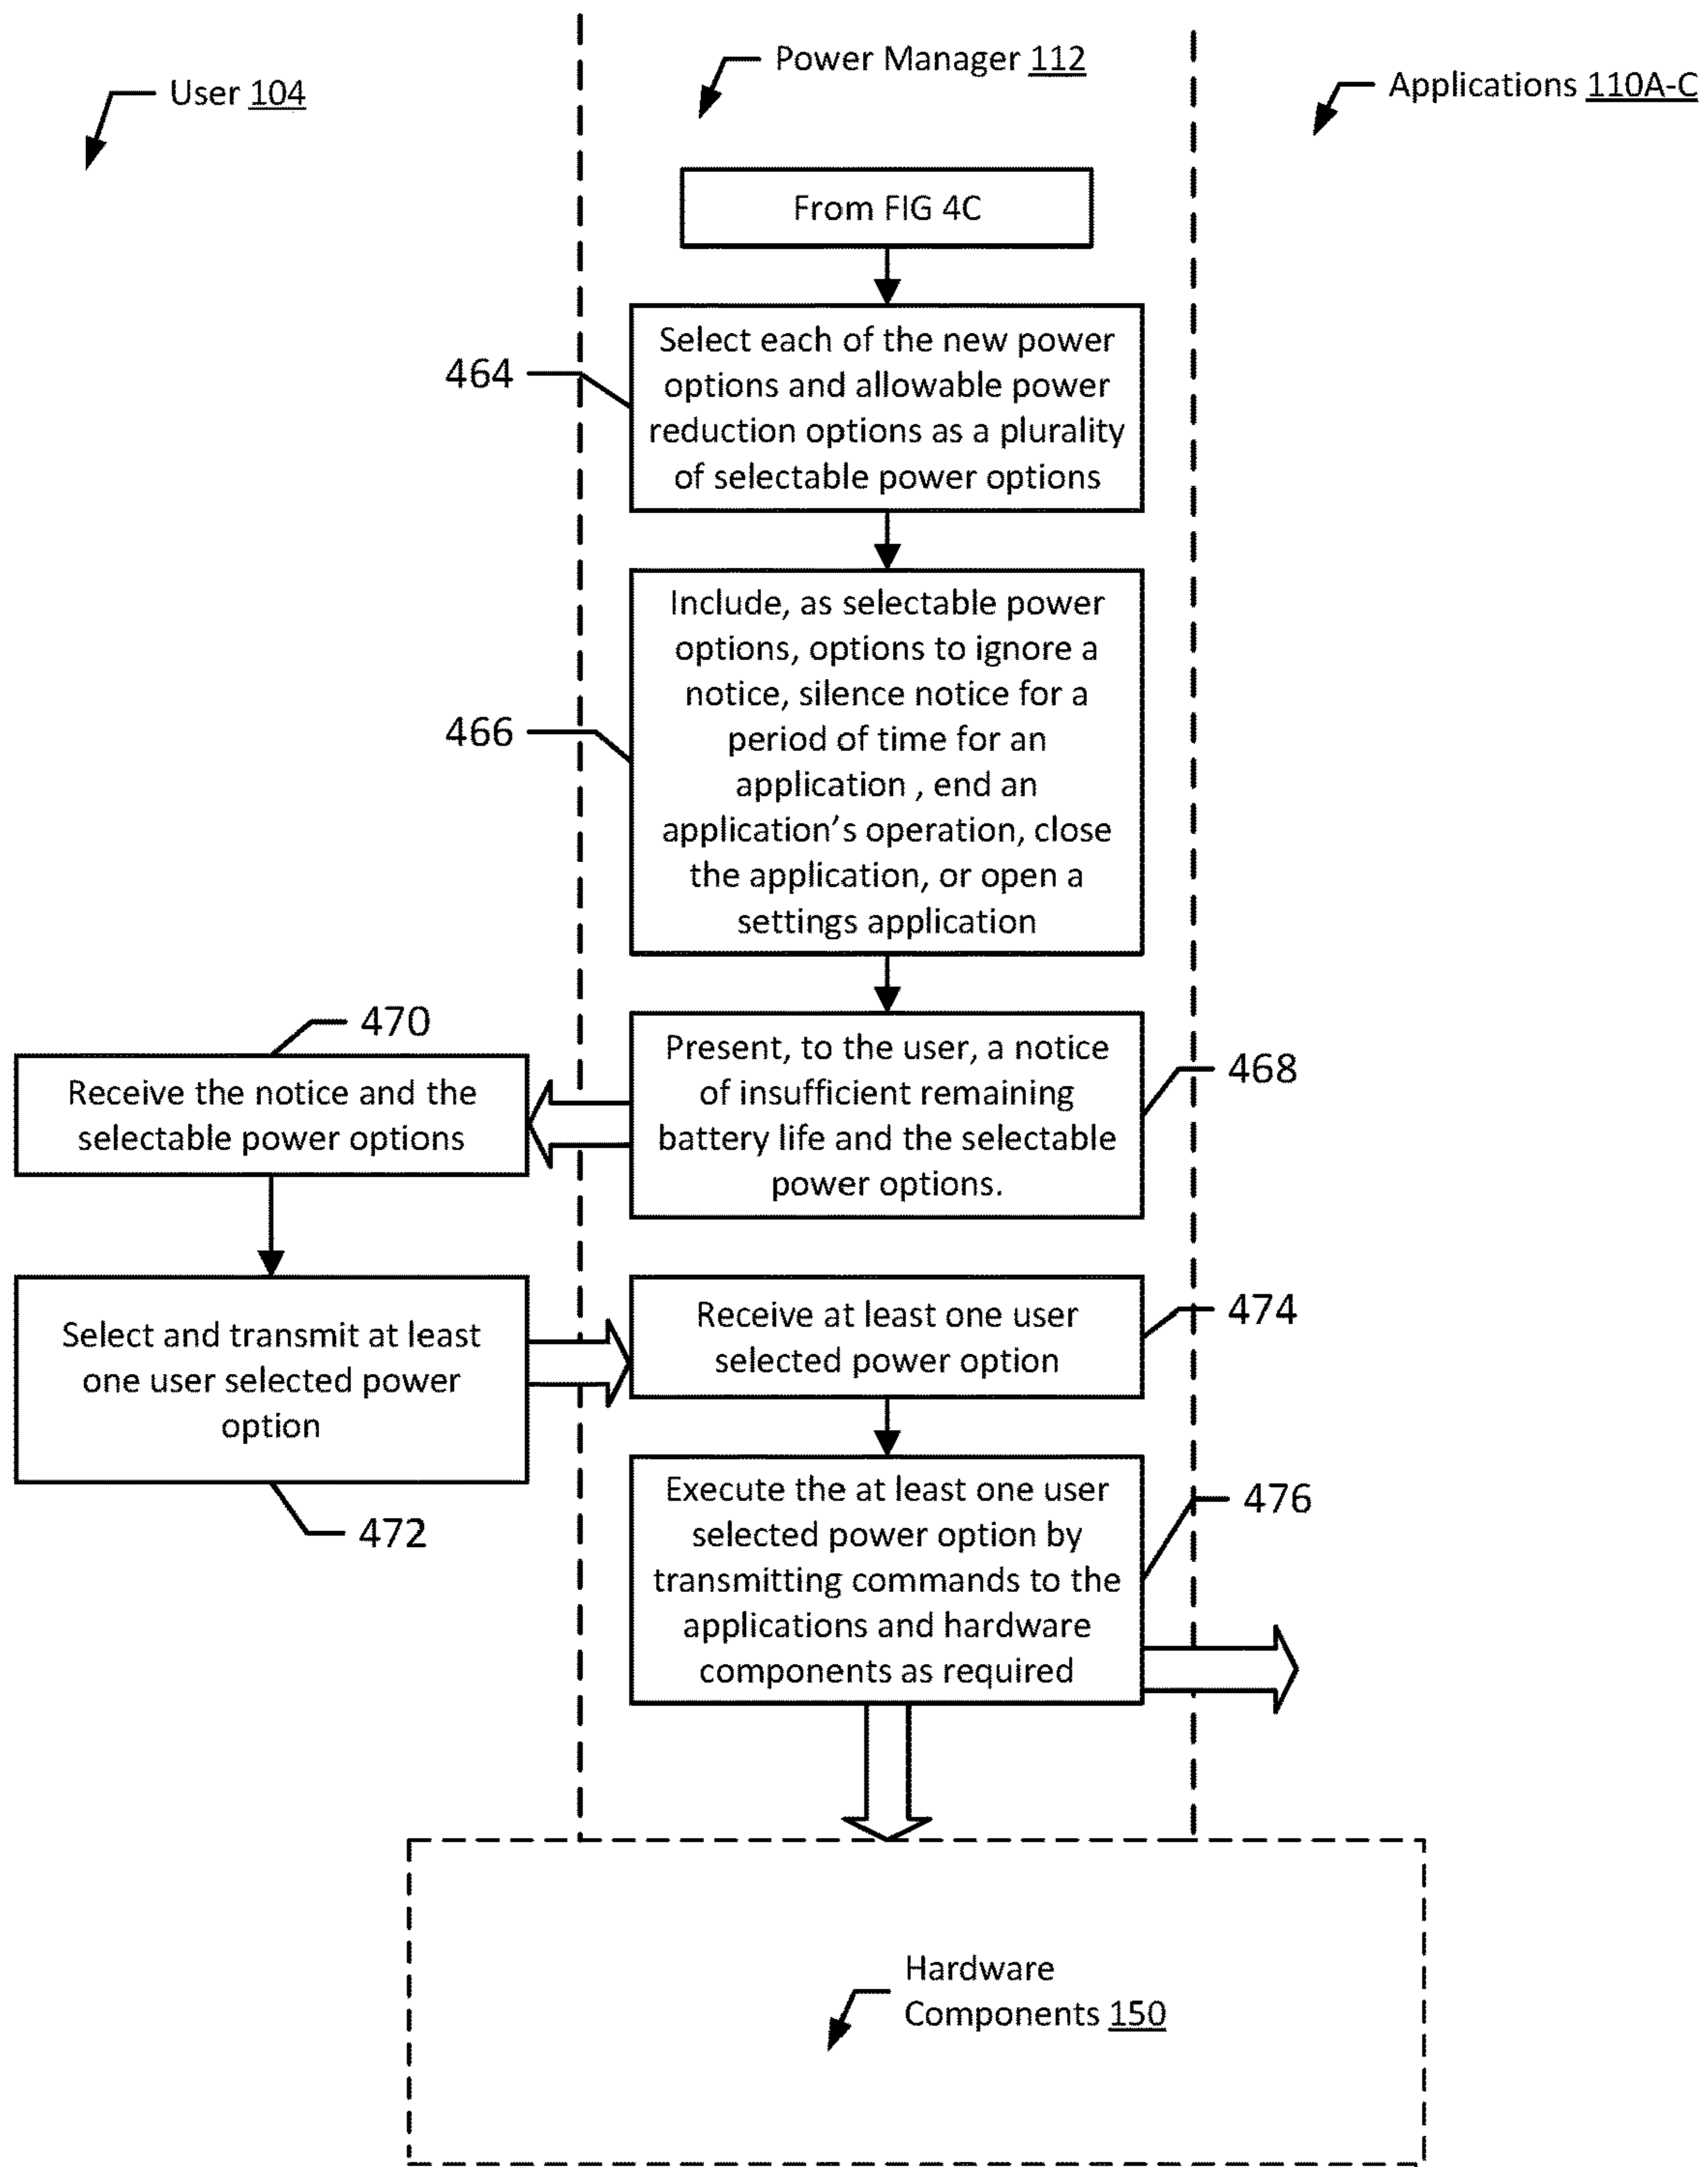 User 104
Power Manager 112
Applications 110A-C
From FIG 4C
464
Select each of the new power
options and allowable power
reduction options as a plurality
of selectable power options
466
Include, as selectable power
options, options to ignore a
notice, silence notice for a
period of time for an
application , end an
application's operation, close
the application, or open a
settings application
468
Present, to the user, a notice
of insufficient remaining
battery life and the selectable
power options.
470
Receive the notice and the
selectable power options
Select and transmit at least
one user selected power
option
472
Receive at least one user
selected power option
474
Execute the at least one user
selected power option by
transmitting commands to the
applications and hardware
components as required
476
Hardware
Components 150